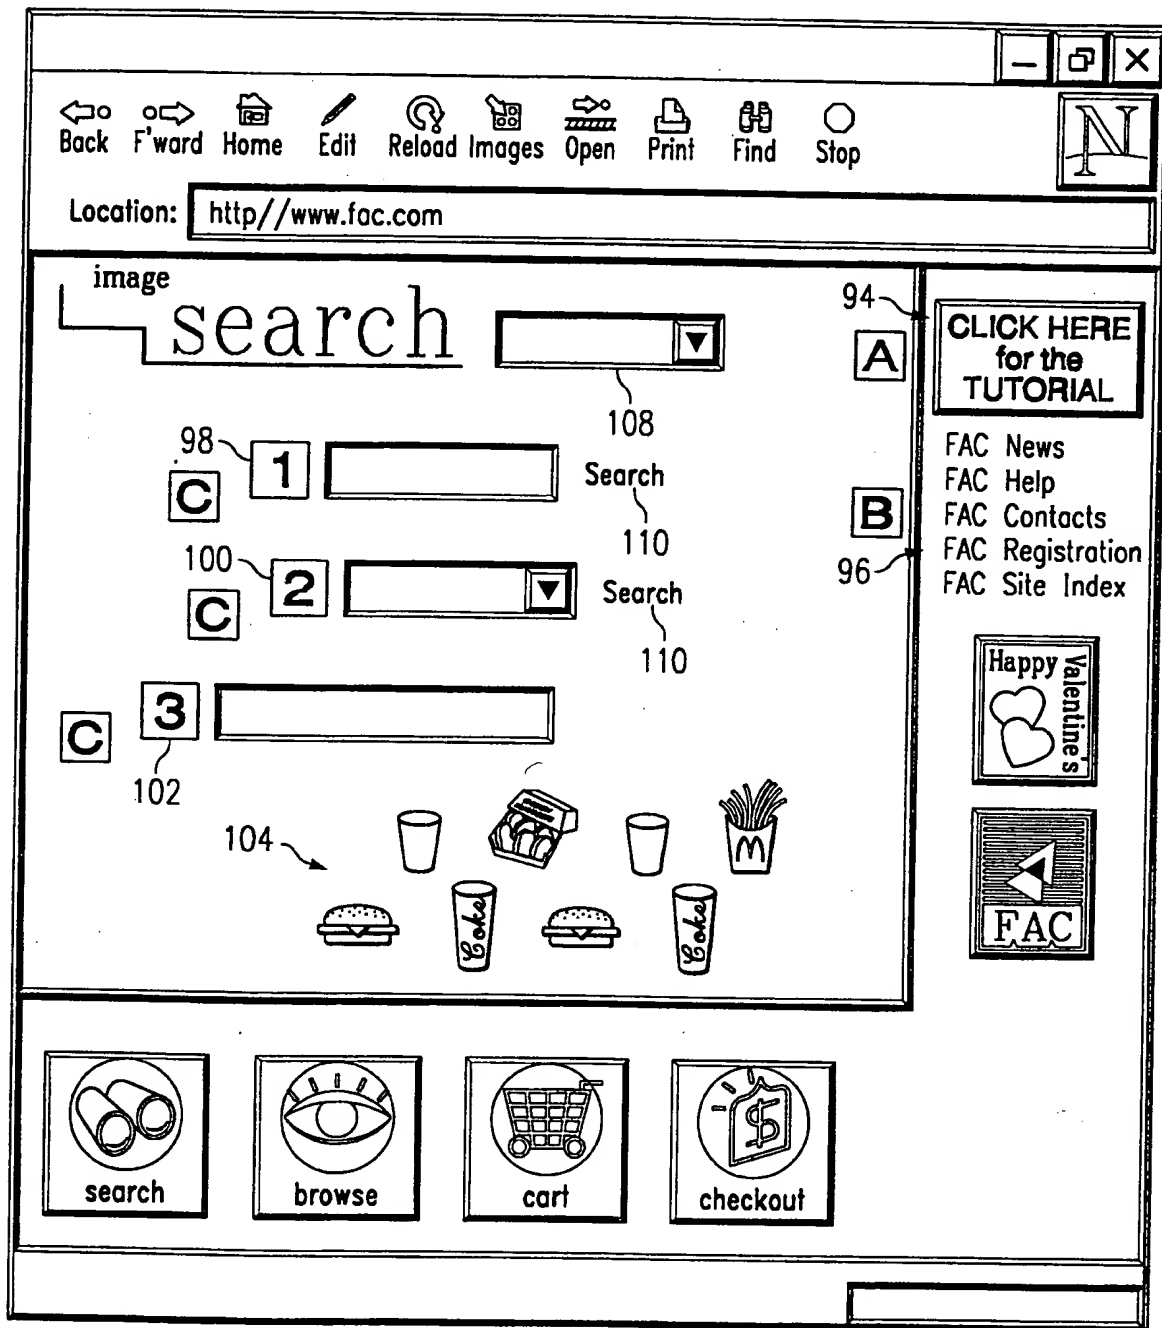 Back F'ward Home Edit Reload Images Open Print Find Stop
N
Location: http//www.fac.com
image
search
108
94
A
CLICK HERE
for the
TUTORIAL
98
1
Search
110
C
B
FAC News
FAC Help
FAC Contacts
FAC Registration
FAC Site Index
96
100
2
Search
110
C
3
C
102
Happy
Valentine's
104
M
Coke
Coke
FAC
search
browse
cart
checkout
$